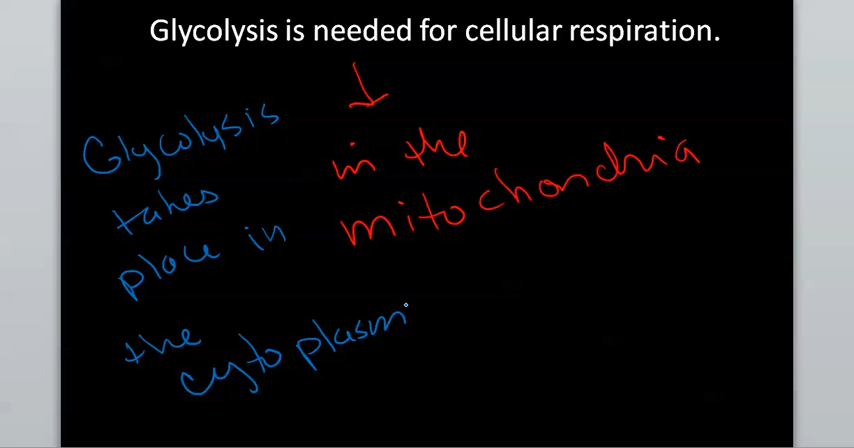 Glycolysis is needed for cellular respiration.
Glycolysis
takes
place in
the
cytoplasm
in the
mitochondria